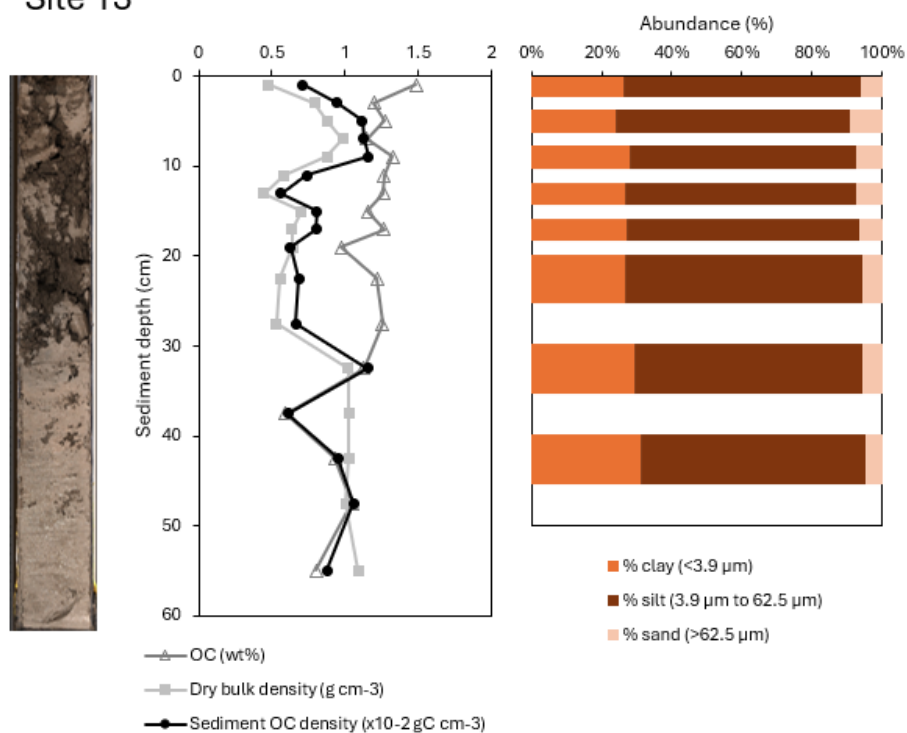 Site 13
Abundance (%)
0 0.5 1 1.5 2
0% 20% 40% 60% 80% 100%
0
10
20
30
40
50
60
Sediment depth (cm)
% clay (<3.9 µm)
% silt (3.9 µm to 62.5 µm)
% sand (>62.5 µm)
OC (wt%)
Dry bulk density (g cm-3)
Sediment OC density (x10-2 gC cm-3)